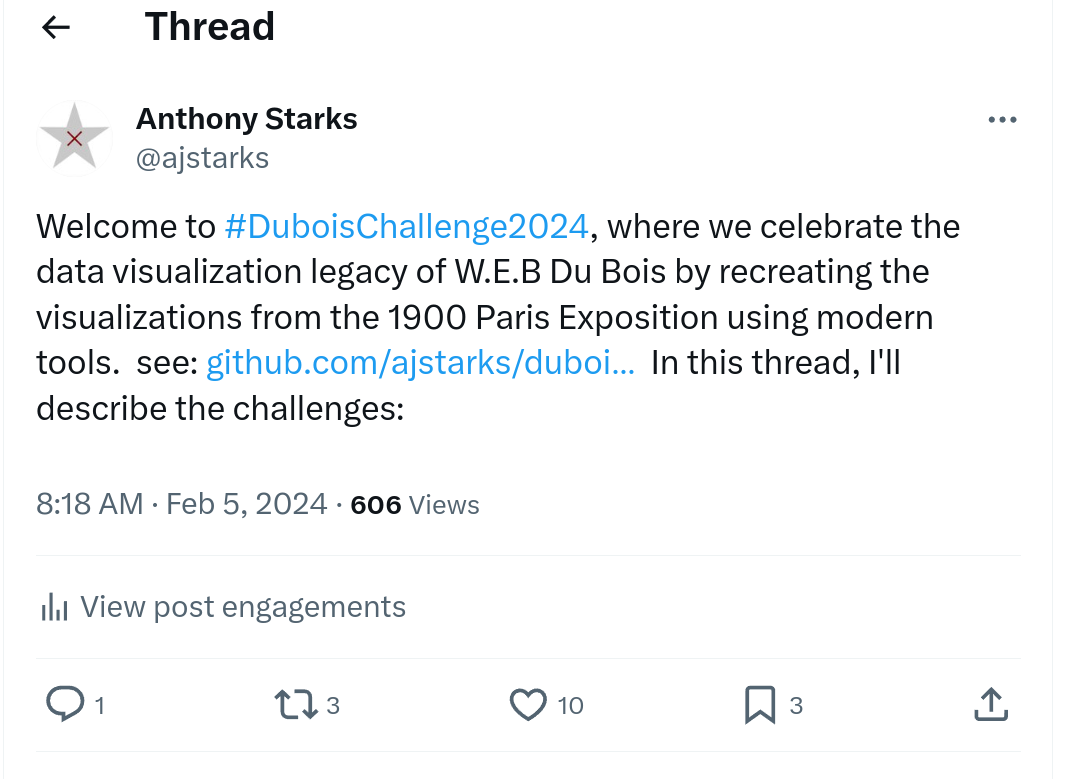 Thread
Anthony Starks
@ajstarks
Welcome to #DuboisChallenge2024, where we celebrate the
data visualization legacy of W.E.B Du Bois by recreating the
visualizations from the 1900 Paris Exposition using modern
tools.  see: github.com/ajstarks/duboi...  In this thread, I'll
describe the challenges:
8:18 AM · Feb 5, 2024 · 606 Views
View post engagements
1 3 10 3